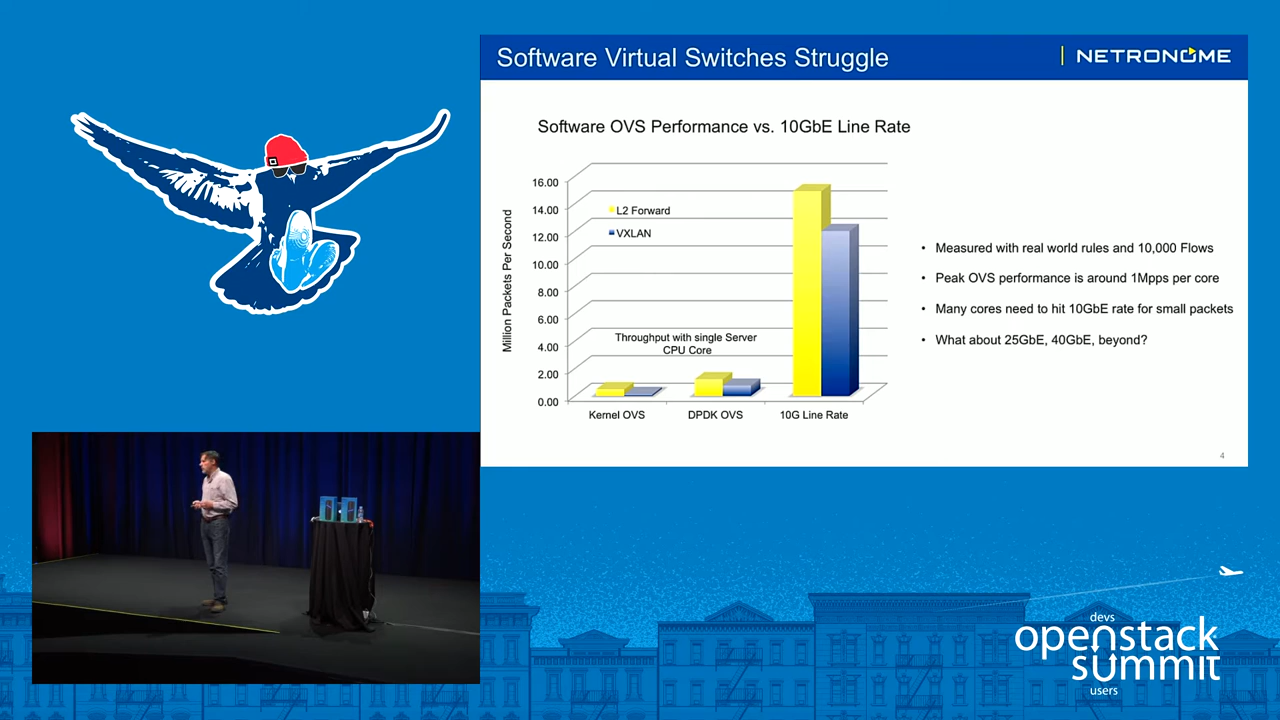 Software Virtual Switches Struggle
NETRONOME
Software OVS Performance vs. 10GbE Line Rate
16.00
14.00
12.00
10.00
8.00
6.00
4.00
2.00
0.00
Million Packets Per Second
L2 Forward
VXLAN
Throughput with single Server
CPU Core
Kernel OVS
DPDK OVS
10G Line Rate
• Measured with real world rules and 10,000 Flows
• Peak OVS performance is around 1Mpps per core
• Many cores need to hit 10GbE rate for small packets
• What about 25GbE, 40GbE, beyond?
4
devs
openstack
summit
users